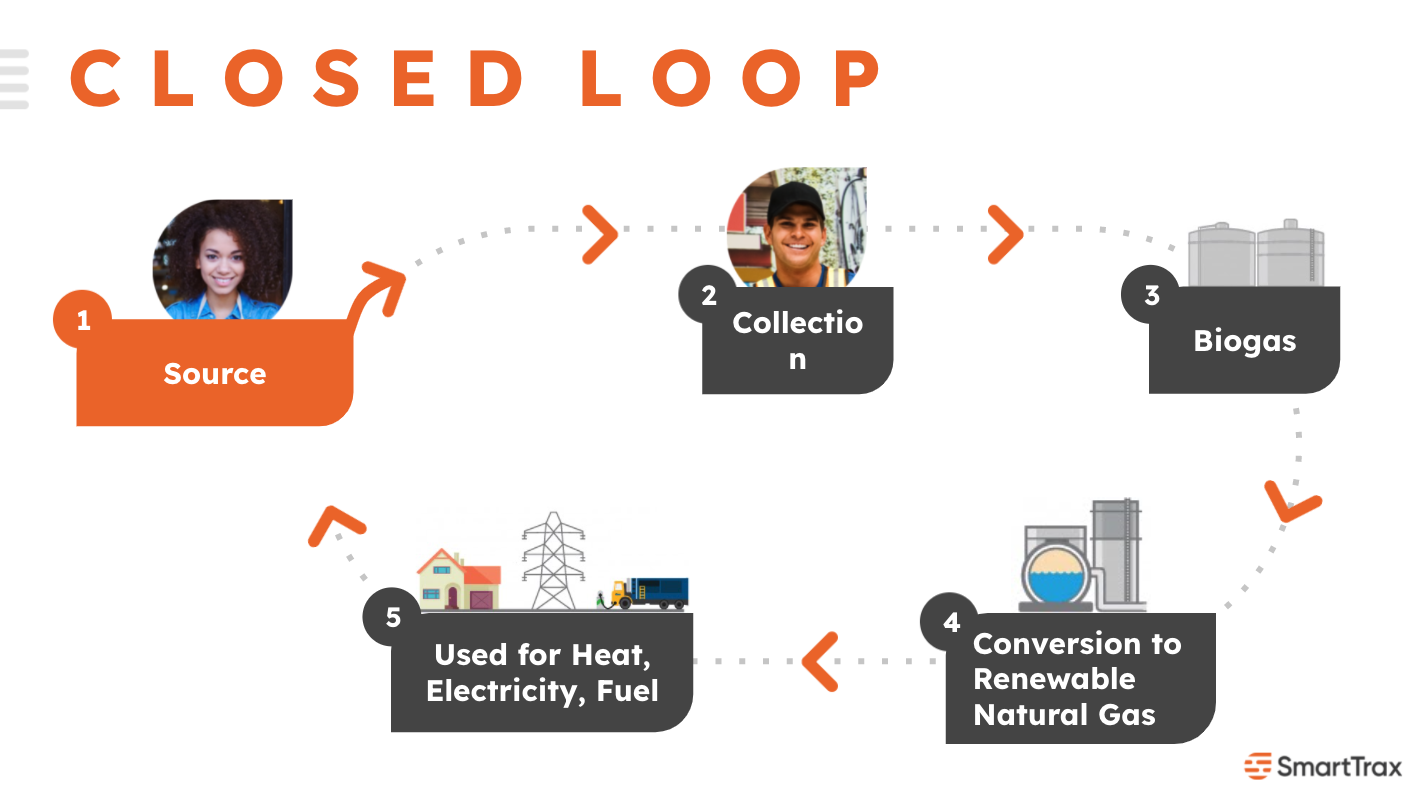 CLOSED LOOP
1
Source
2
Collectio
n
3
Biogas
4
Conversion to
Renewable
Natural Gas
5
Used for Heat,
Electricity, Fuel
SmartTrax